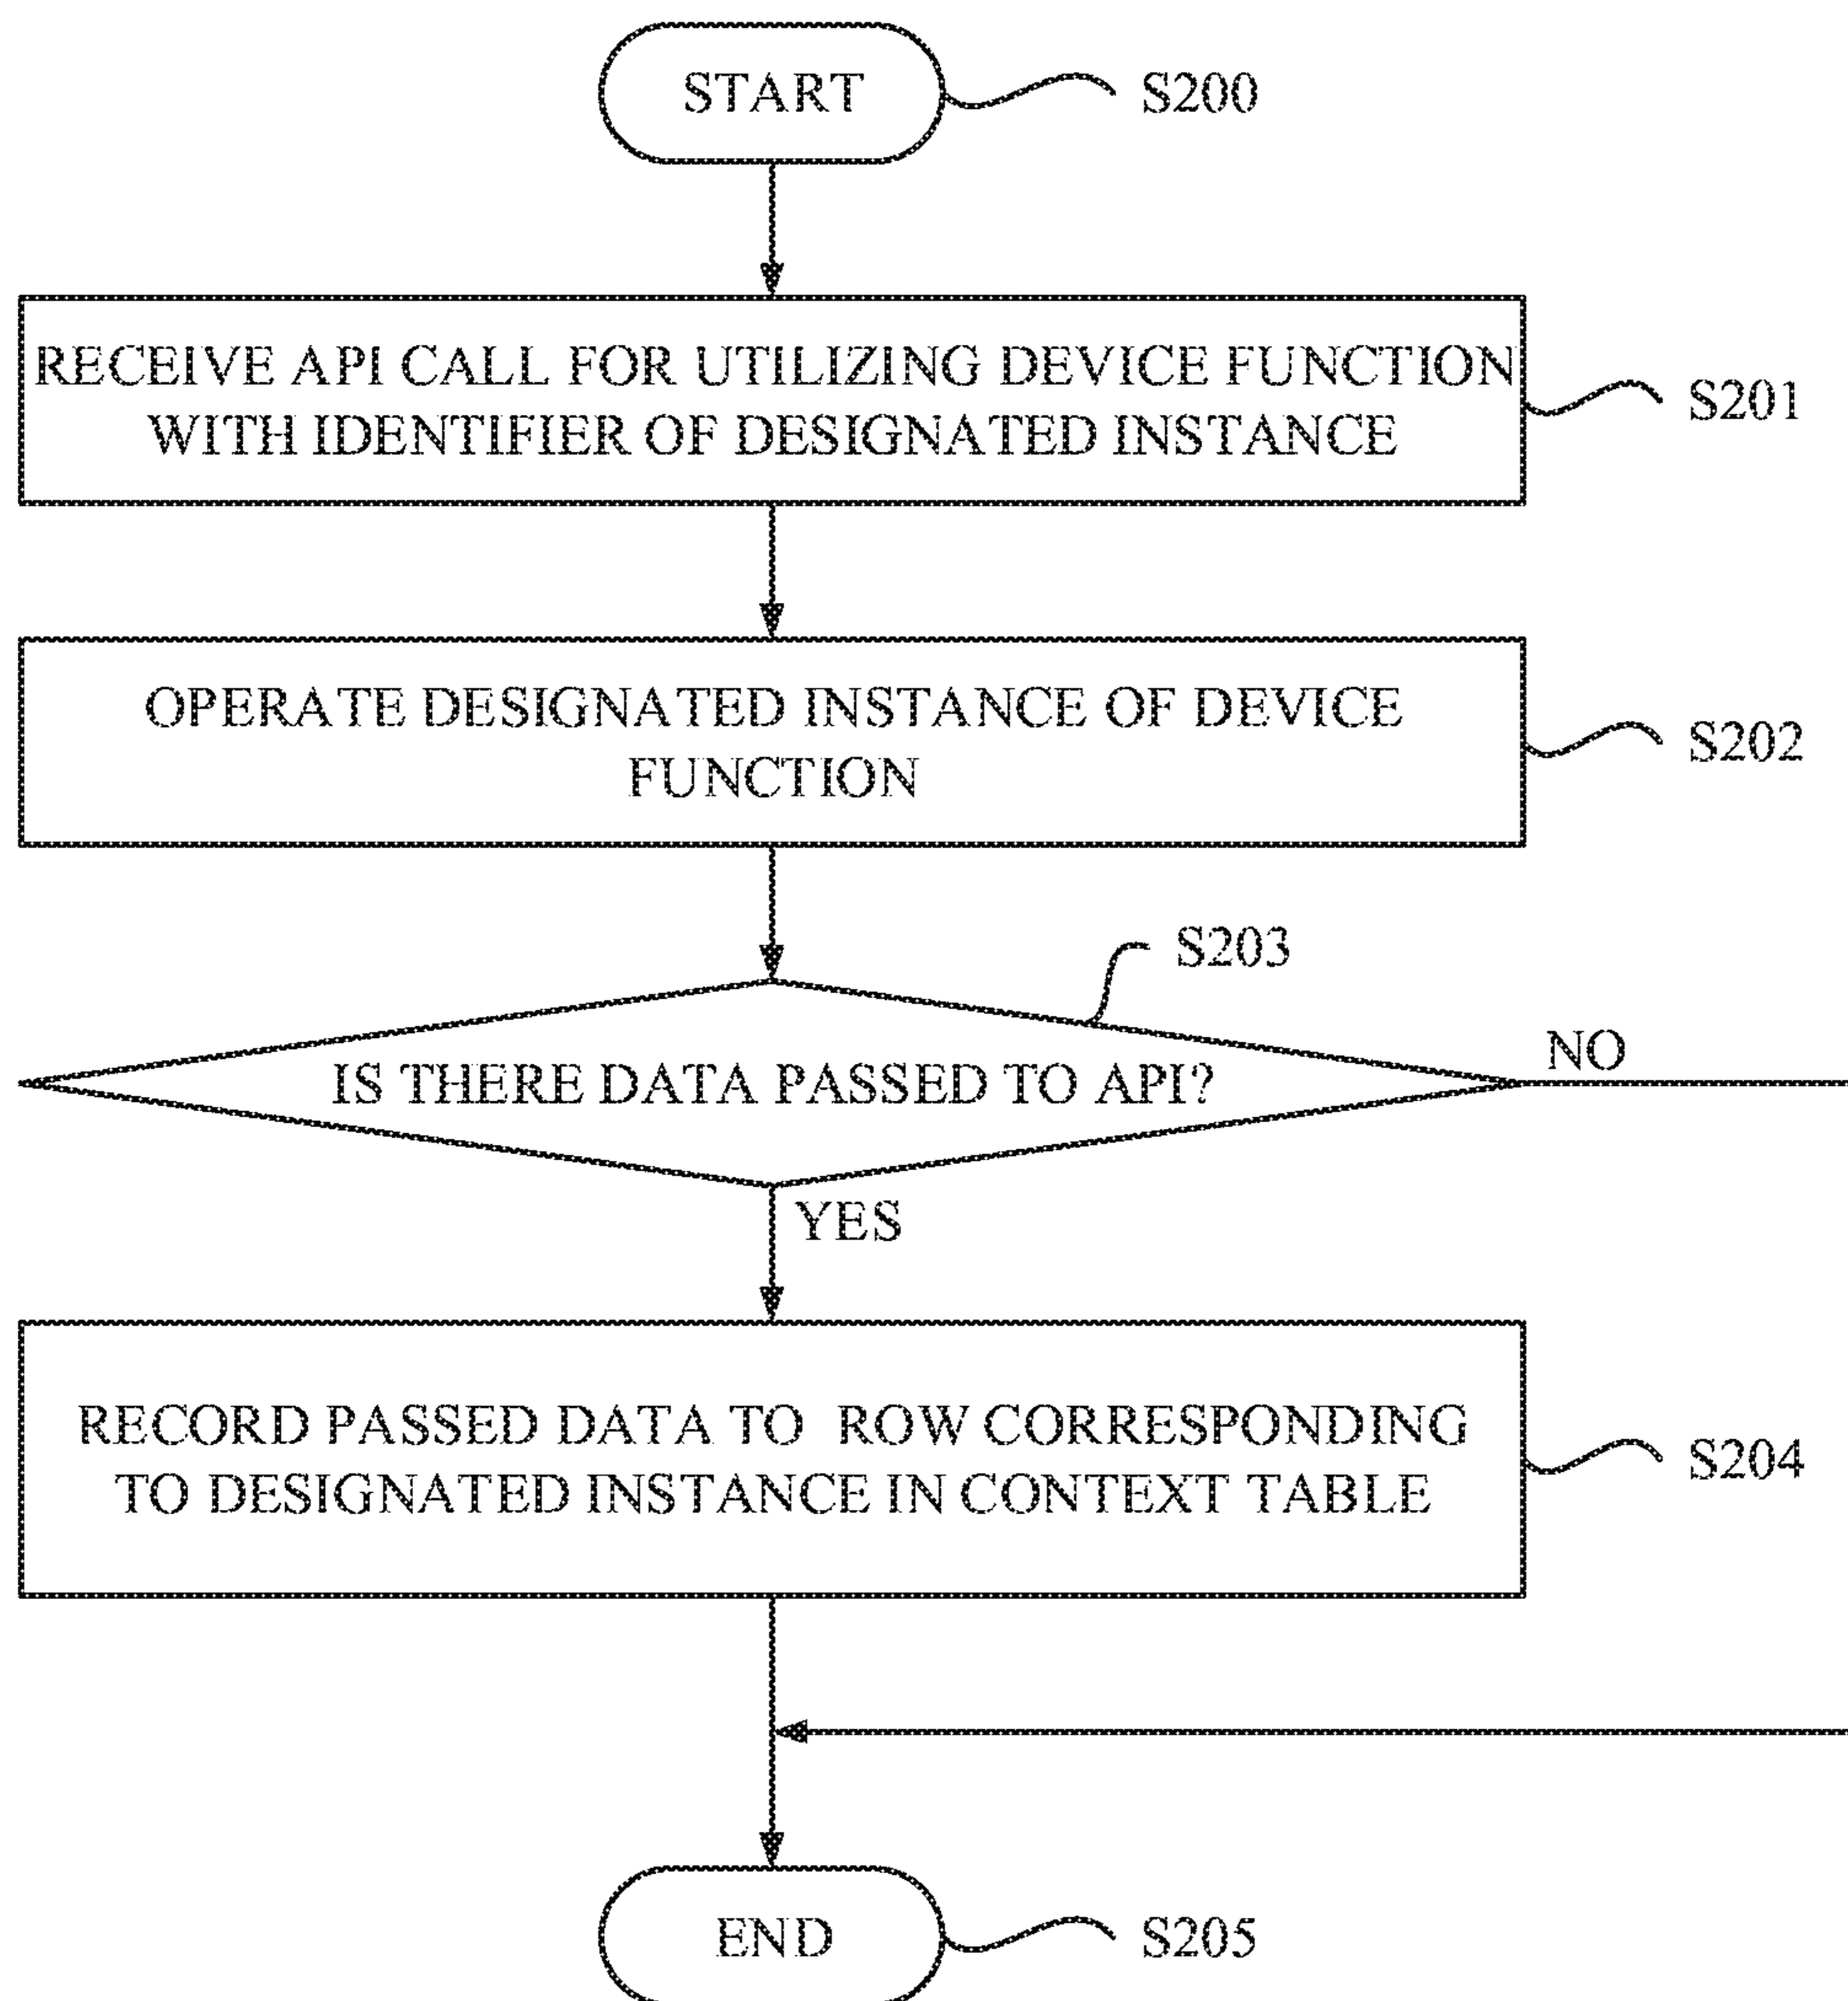 START
S200
RECEIVE API CALL FOR UTILIZING DEVICE FUNCTION
WITH IDENTIFIER OF DESIGNATED INSTANCE
S201
OPERATE DESIGNATED INSTANCE OF DEVICE
FUNCTION
S202
S203
IS THERE DATA PASSED TO API?
NO
YES
RECORD PASSED DATA TO ROW CORRESPONDING
TO DESIGNATED INSTANCE IN CONTEXT TABLE
S204
END
S205